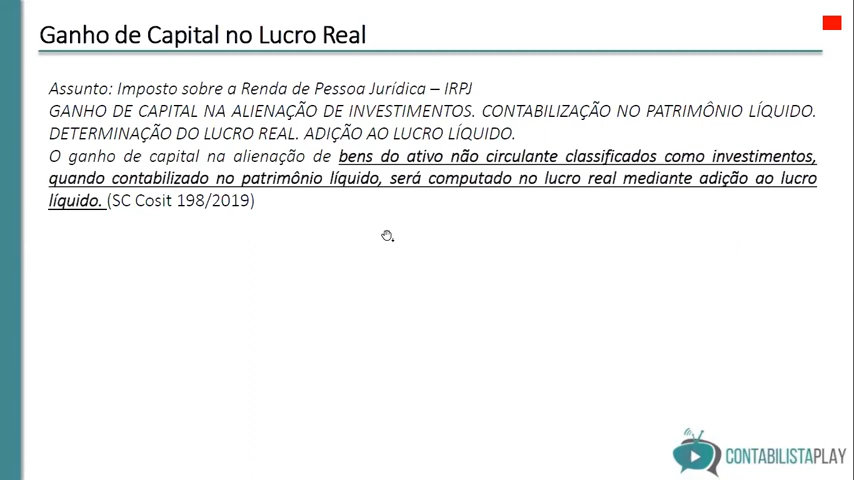 Ganho de Capital no Lucro Real
Assunto: Imposto sobre a Renda de Pessoa Jurídica – IRPJ
GANHO DE CAPITAL NA ALIENAÇÃO DE INVESTIMENTOS. CONTABILIZAÇÃO NO PATRIMÔNIO LÍQUIDO.
DETERMINAÇÃO DO LUCRO REAL. ADIÇÃO AO LUCRO LÍQUIDO.
O ganho de capital na alienação de bens do ativo não circulante classificados como investimentos,
quando contabilizado no patrimônio líquido, será computado no lucro real mediante adição ao lucro
líquido. (SC Cosit 198/2019)
CONTABILISTAPLAY